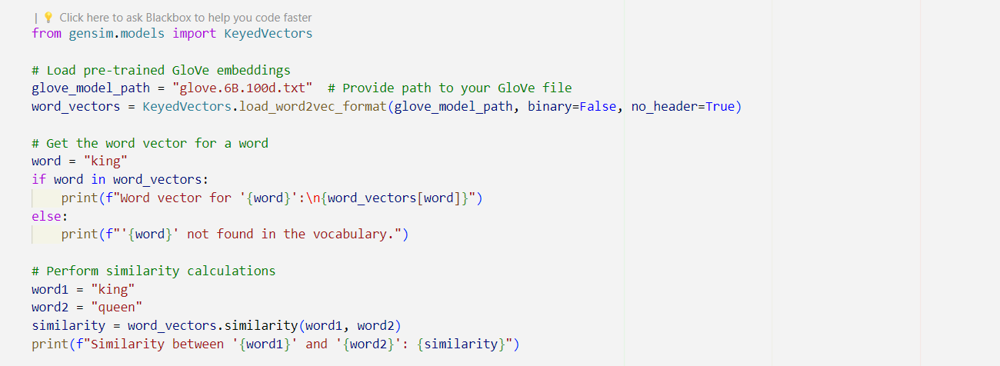 | 💡 Click here to ask Blackbox to help you code faster
from gensim.models import KeyedVectors
# Load pre-trained GloVe embeddings
glove_model_path = "glove.6B.100d.txt"  # Provide path to your GloVe file
word_vectors = KeyedVectors.load_word2vec_format(glove_model_path, binary=False, no_header=True)
# Get the word vector for a word
word = "king"
if word in word_vectors:
    print(f"Word vector for '{word}':\n{word_vectors[word]}")
else:
    print(f"'{word}' not found in the vocabulary.")
# Perform similarity calculations
word1 = "king"
word2 = "queen"
similarity = word_vectors.similarity(word1, word2)
print(f"Similarity between '{word1}' and '{word2}': {similarity}")